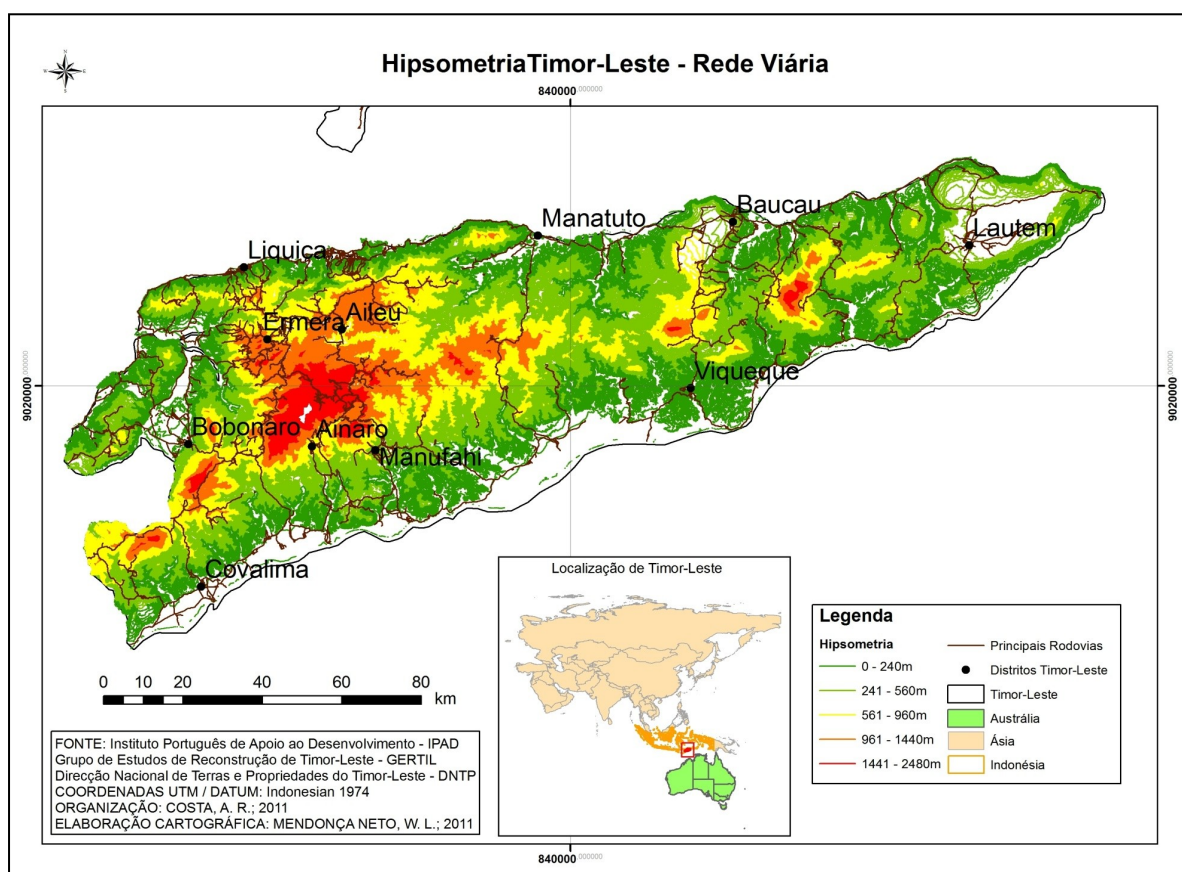 HipsometriaTimor-Leste - Rede Viária
N
W
E
S
840000.000000
9020000.000000
9020000.000000
Baucau
Manatuto
Lautem
Liquiça
Aileu
Ermera
Viqueque
Bobonaro
Ainaro
Manufahi
Covalima
Localização de Timor-Leste
0 10 20 40 60 80
km
Legenda
Hipsometria
0 - 240m
241 - 560m
561 - 960m
961 - 1440m
1441 - 2480m
Principais Rodovias
Distritos Timor-Leste
Timor-Leste
Austrália
Ásia
Indonésia
FONTE: Instituto Português de Apoio ao Desenvolvimento - IPAD
Grupo de Estudos de Reconstrução de Timor-Leste - GERTIL
Direcção Nacional de Terras e Propriedades do Timor-Leste - DNTP
COORDENADAS UTM / DATUM: Indonesian 1974
ORGANIZAÇÃO: COSTA, A. R.; 2011
ELABORAÇÃO CARTOGRÁFICA: MENDONÇA NETO, W. L.; 2011
840000.000000